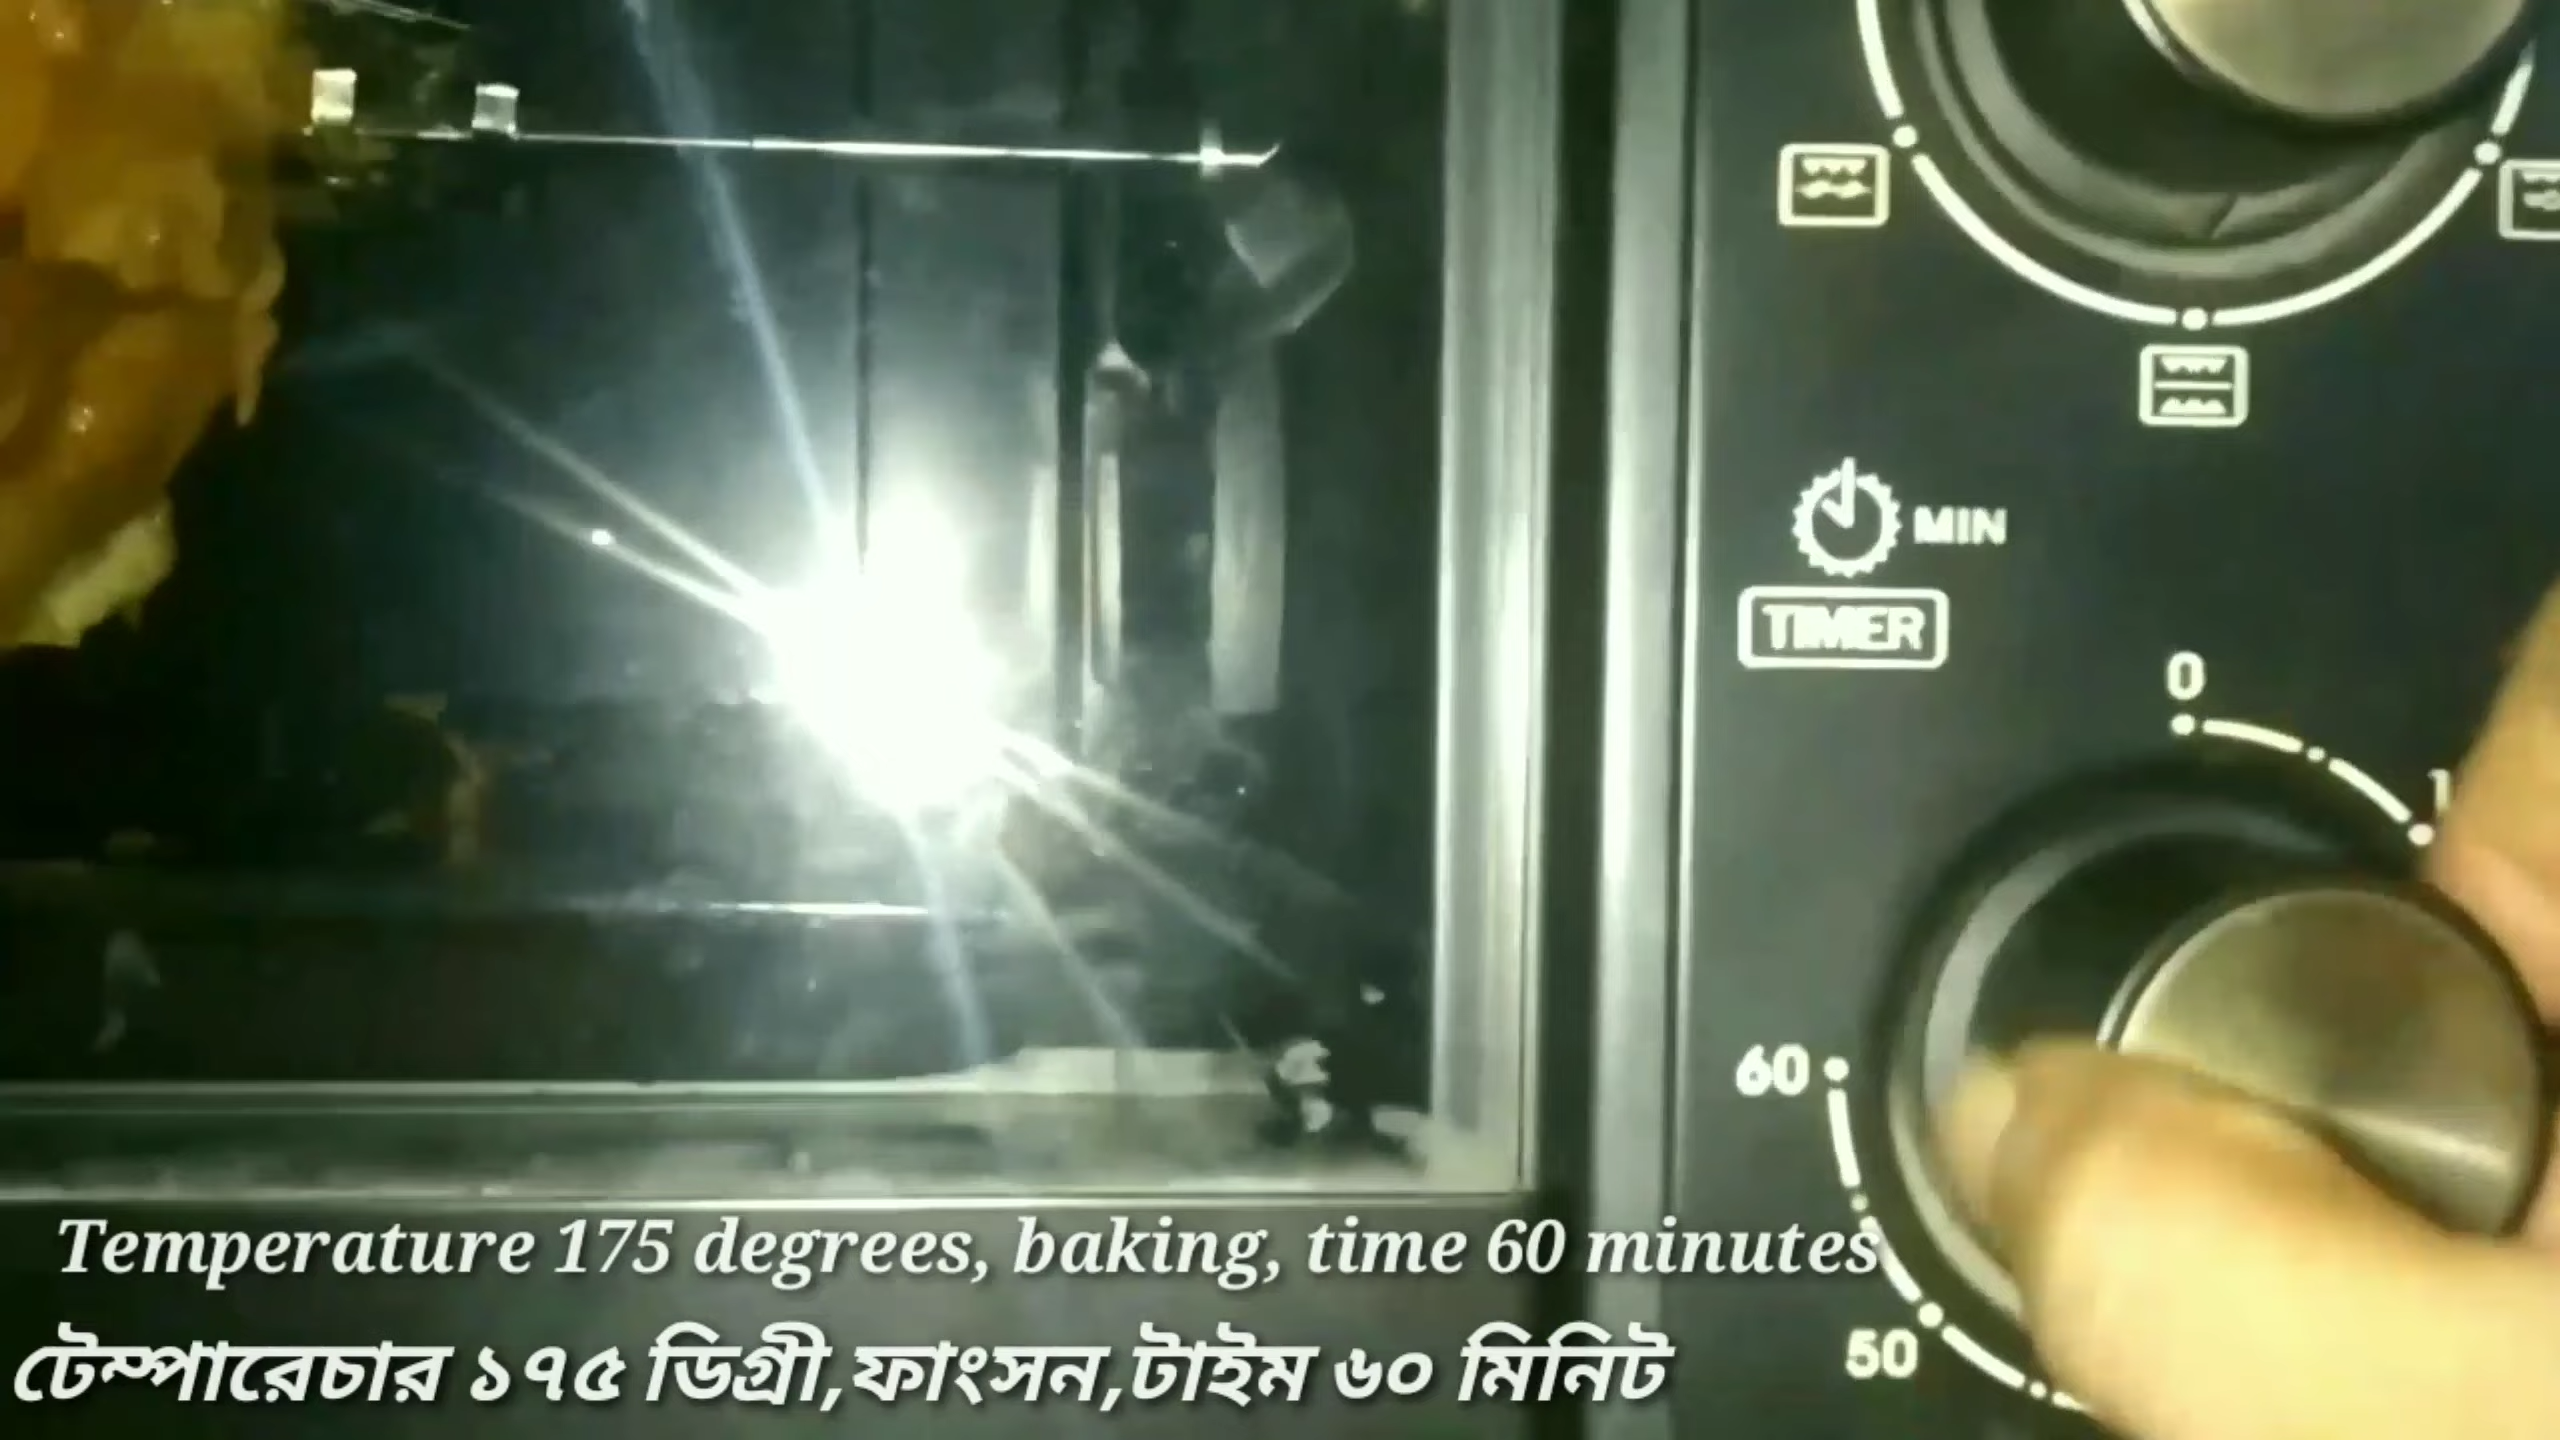 MIN
TIMER
0
60
50
Temperature 175 degrees, baking, time 60 minutes
টেম্পারেচার ১৭৫ ডিগ্রী,ফাংসন,টাইম ৬০ মিনিট